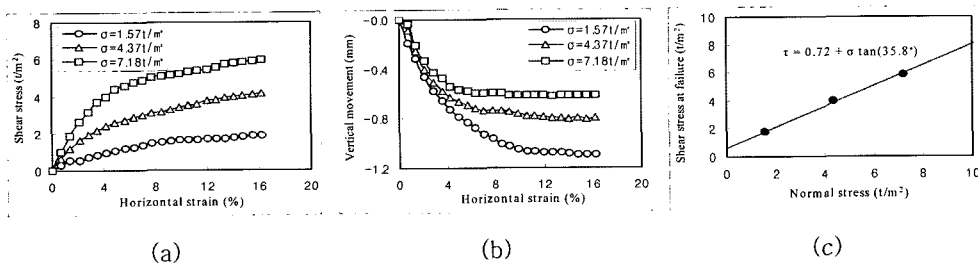 8
6
4
2
0
0
4
8
12
16
20
Shear stress (t/m²)
Horizontal strain (%)
σ=1.57t/㎡
σ=4.37t/㎡
σ=7.18t/㎡
(a)
-0.0
-0.4
-0.8
-1.2
0
4
8
12
16
20
Vertical movement (mm)
Horizontal strain (%)
σ=1.57t/㎡
σ=4.37t/㎡
σ=7.18t/㎡
(b)
10
8
6
4
2
0
0
2
4
6
8
10
Shear stress at failure (t/m²)
Normal stress (t/m²)
τ = 0.72 + σ tan(35.8°)
(c)